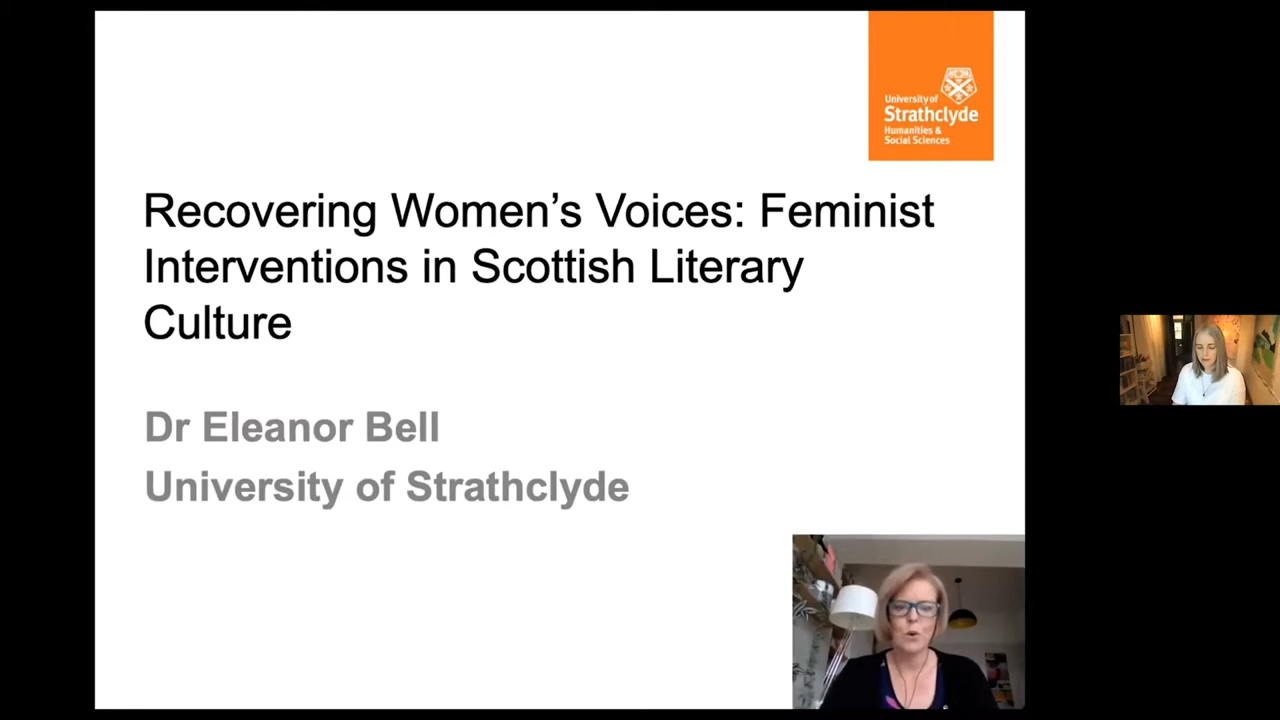 University of
Strathclyde
Humanities &
Social Sciences
Recovering Women’s Voices: Feminist
Interventions in Scottish Literary
Culture
Dr Eleanor Bell
University of Strathclyde